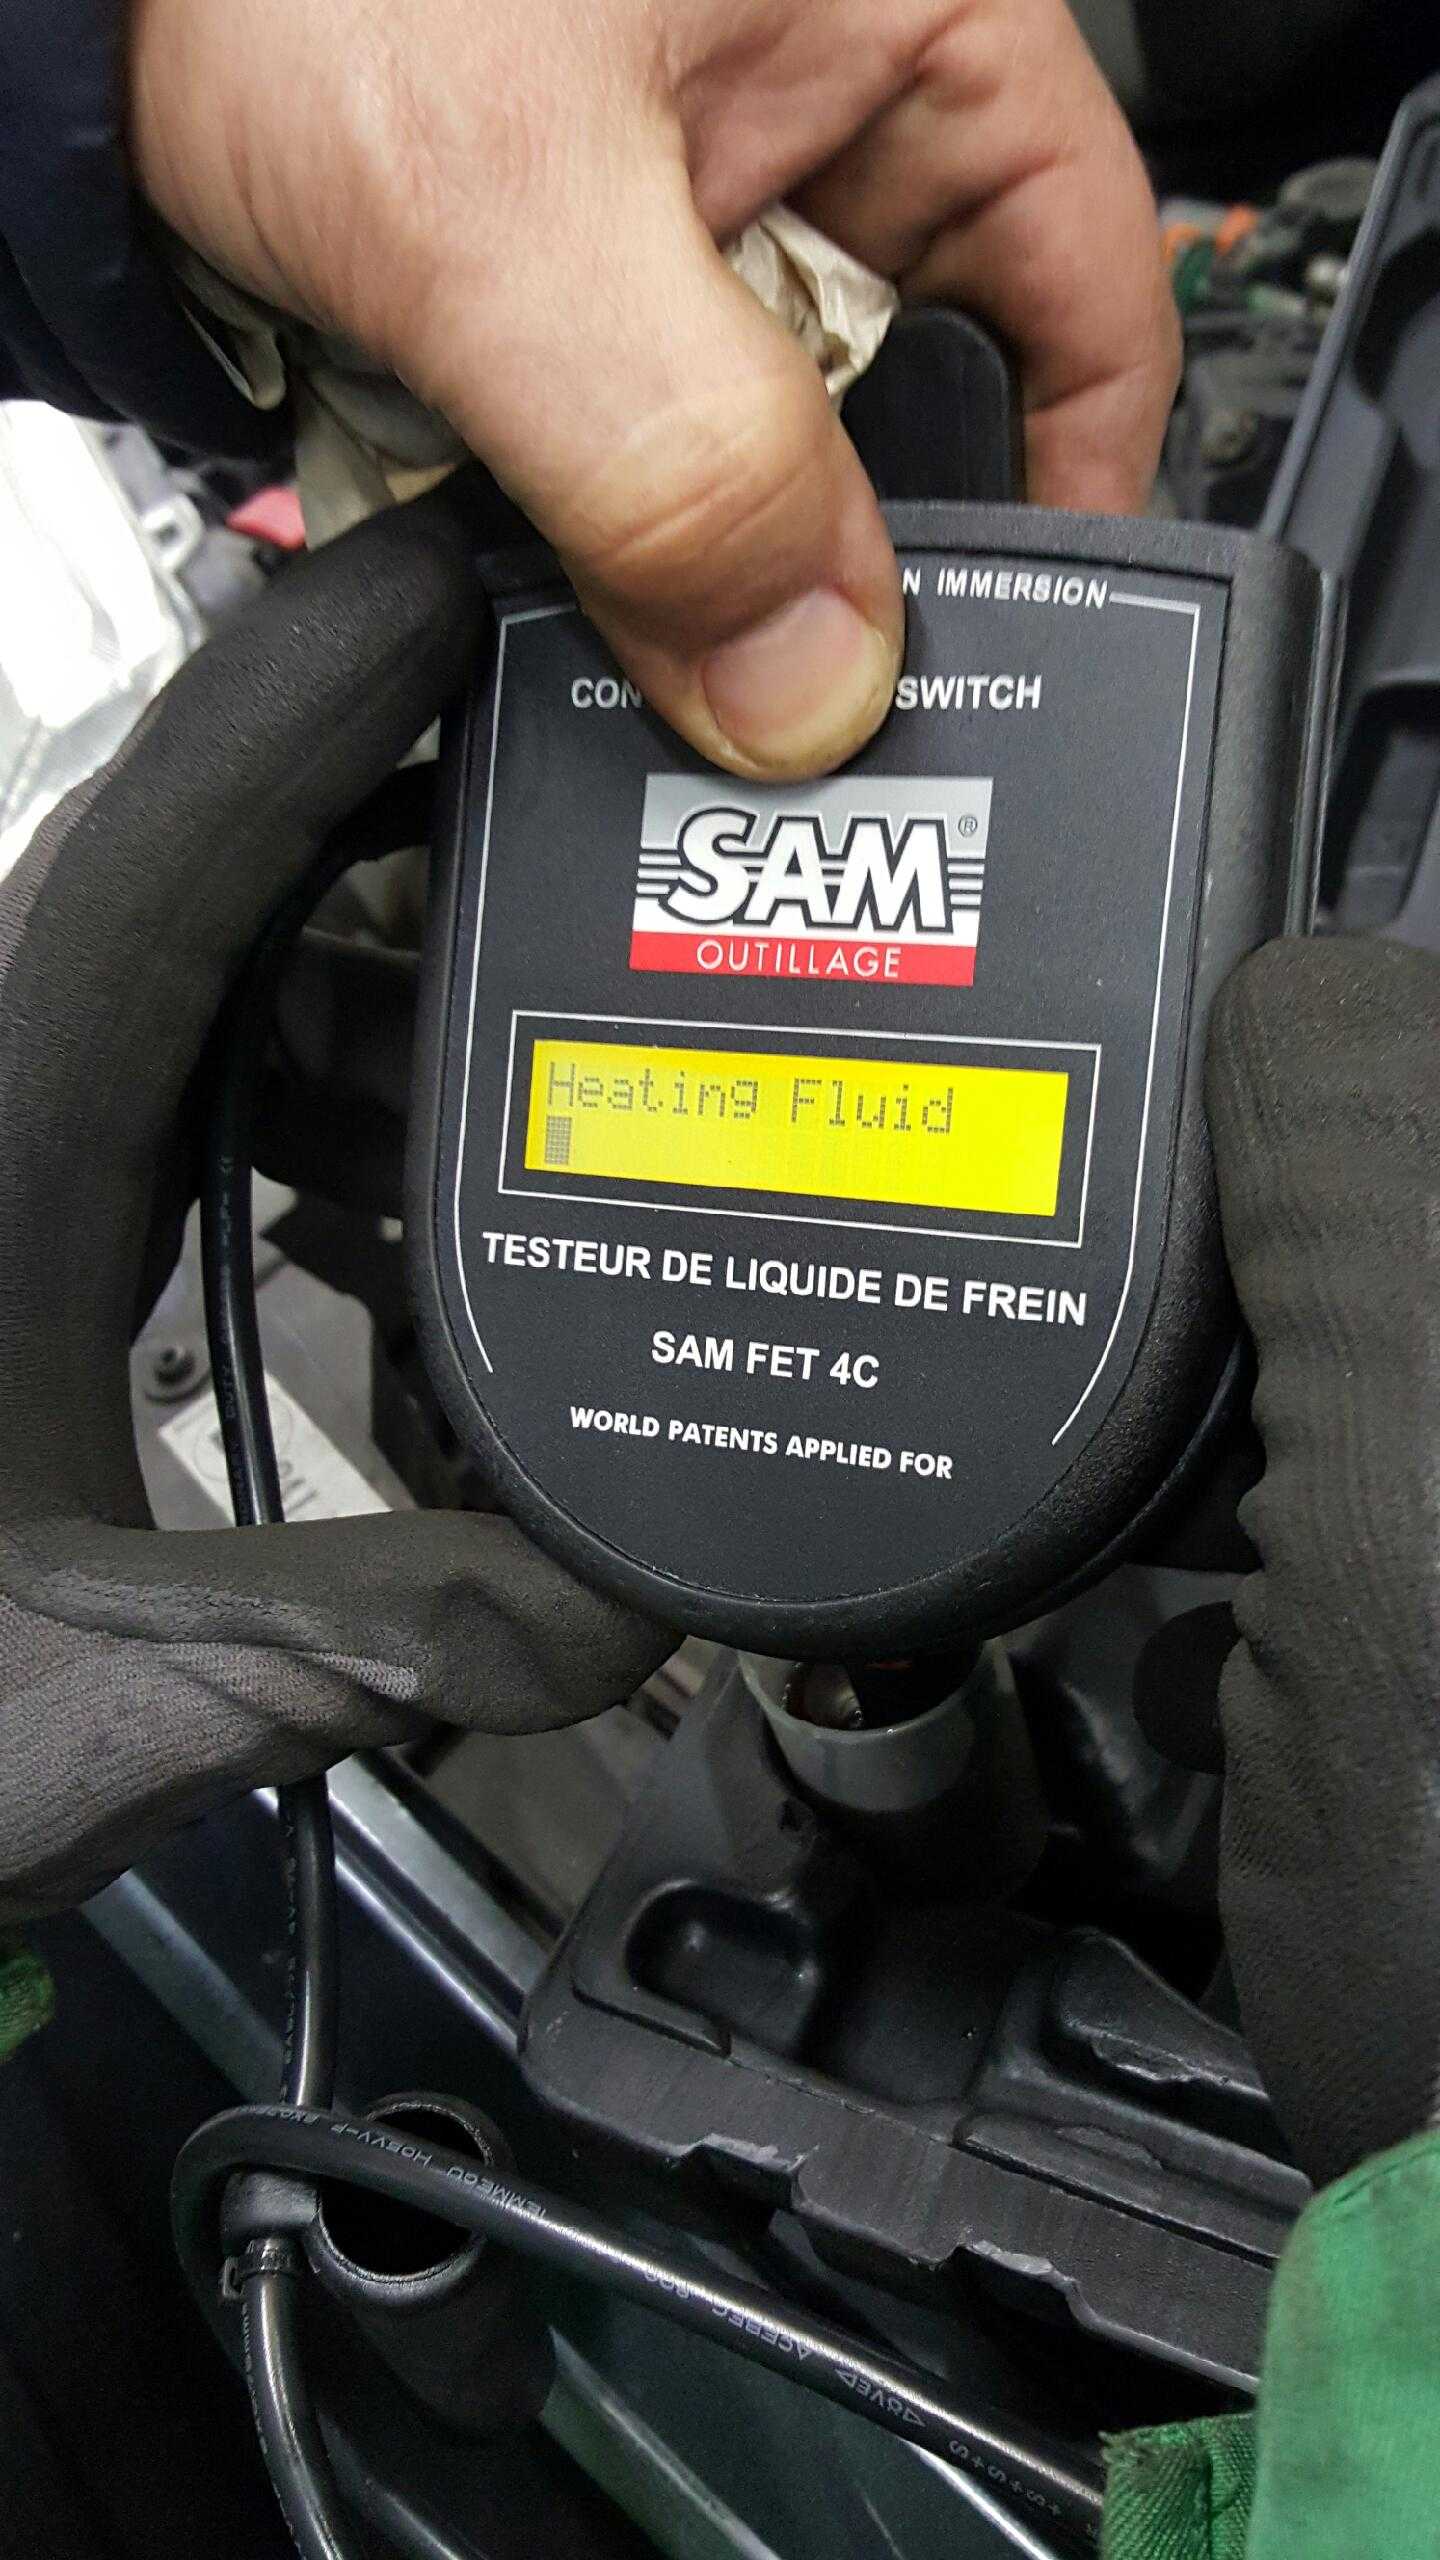 N IMMERSION
CON SWITCH
SAM ®
OUTILLAGE
Heating Fluid
TESTEUR DE LIQUIDE DE FREIN
SAM FET 4C
WORLD PATENTS APPLIED FOR